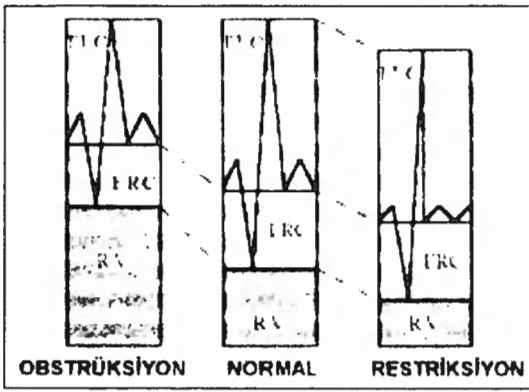 TLC TLC TLC
FRC FRC FRC
RV RV RV
OBSTRÜKSİYON NORMAL RESTRİKSİYON